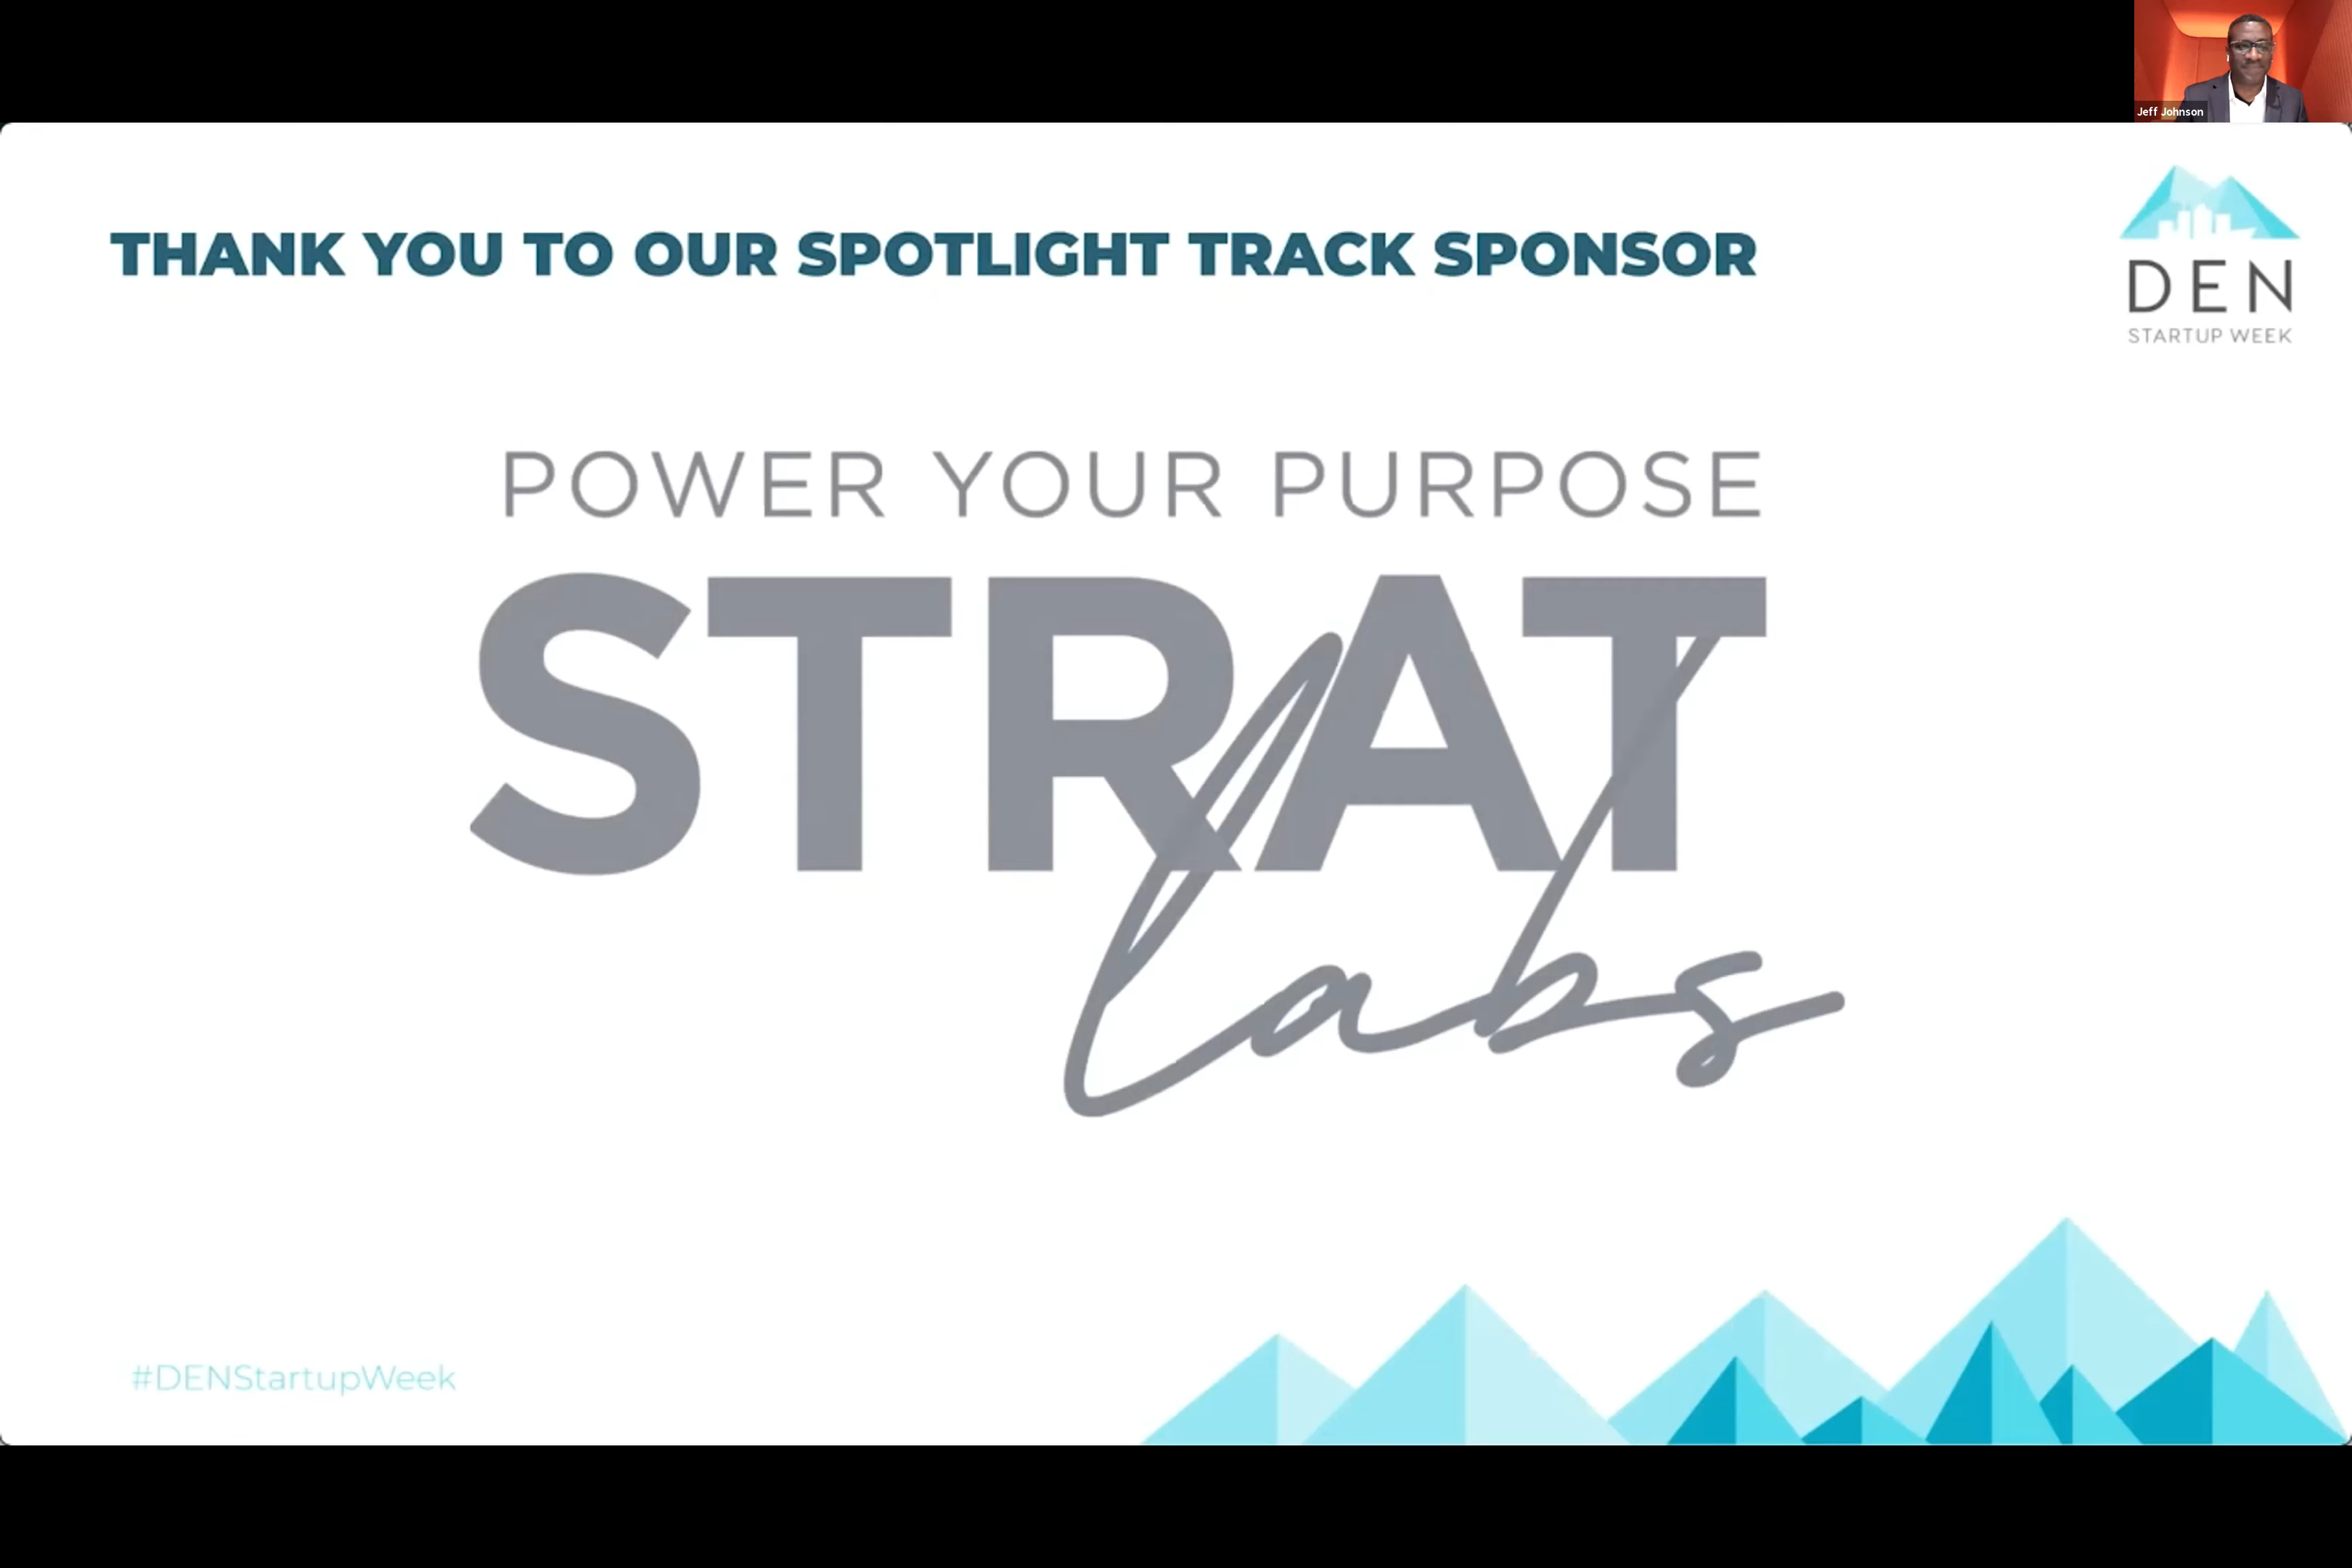 Jeff Johnson
THANK YOU TO OUR SPOTLIGHT TRACK SPONSOR
DEN
STARTUP WEEK
POWER YOUR PURPOSE
STRAT
Labs
#DENStartupWeek